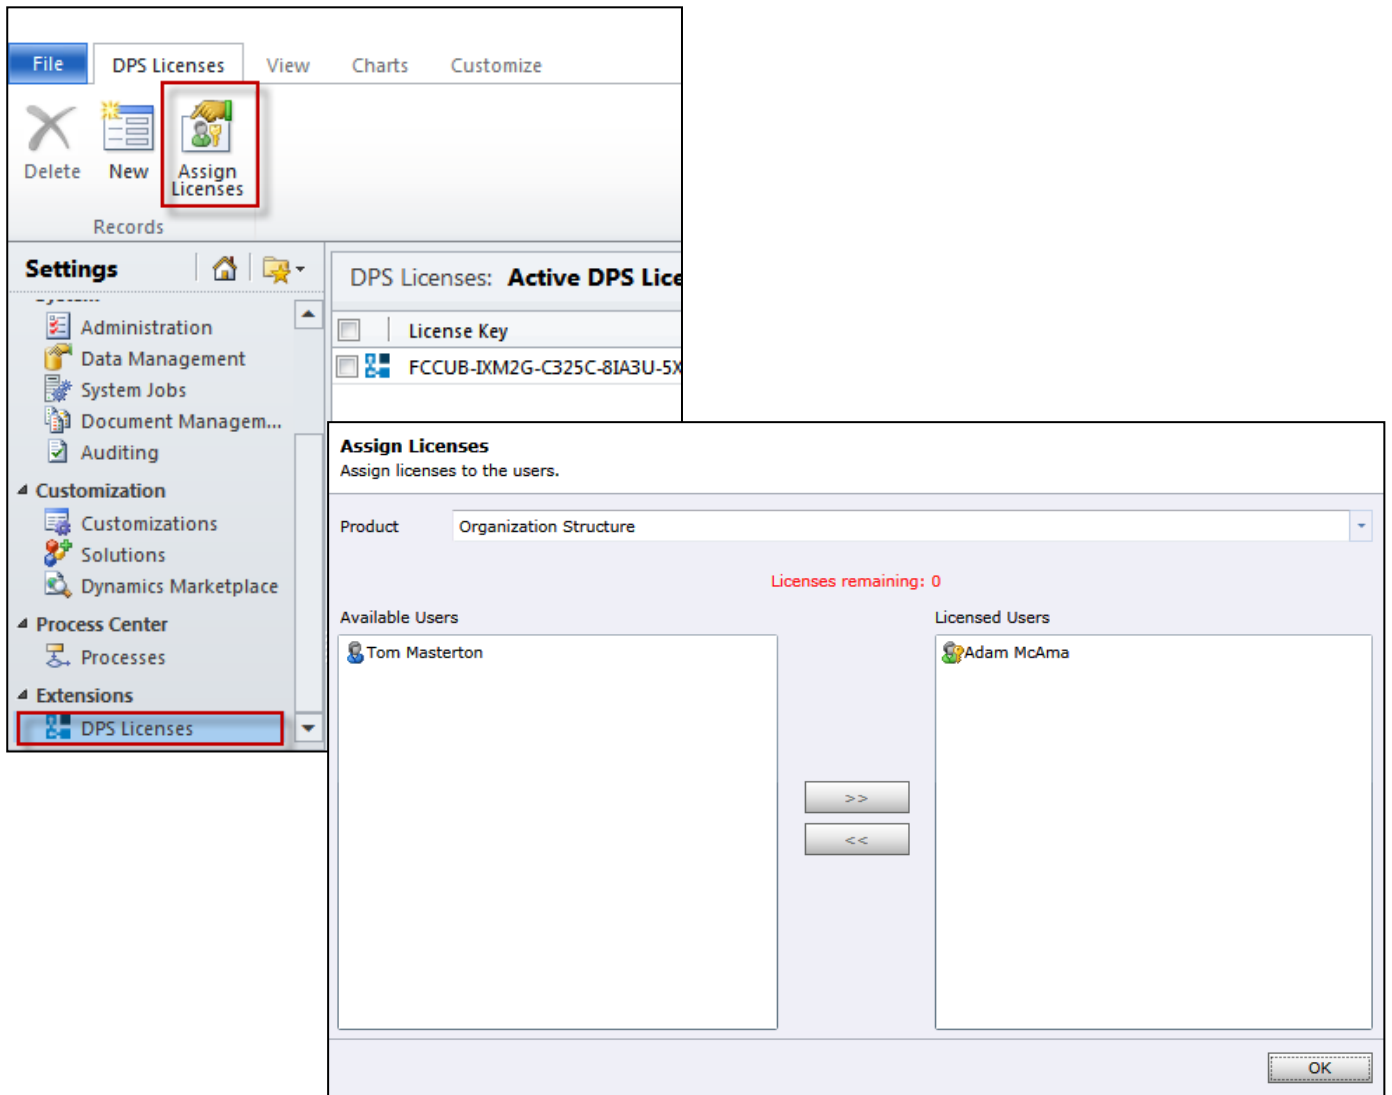 File
DPS Licenses
View
Charts
Customize
Delete
New
Assign
Licenses
Records
Settings
Administration
Data Management
System Jobs
Document Managem...
Auditing
Customization
Customizations
Solutions
Dynamics Marketplace
Process Center
Processes
Extensions
DPS Licenses
DPS Licenses: Active DPS Lice
License Key
FCCUB-IXM2G-C325C-8IA3U-5X
Assign Licenses
Assign licenses to the users.
Product
Organization Structure
Licenses remaining: 0
Available Users
Licensed Users
Tom Masterton
Adam McAma
>>
<<
OK